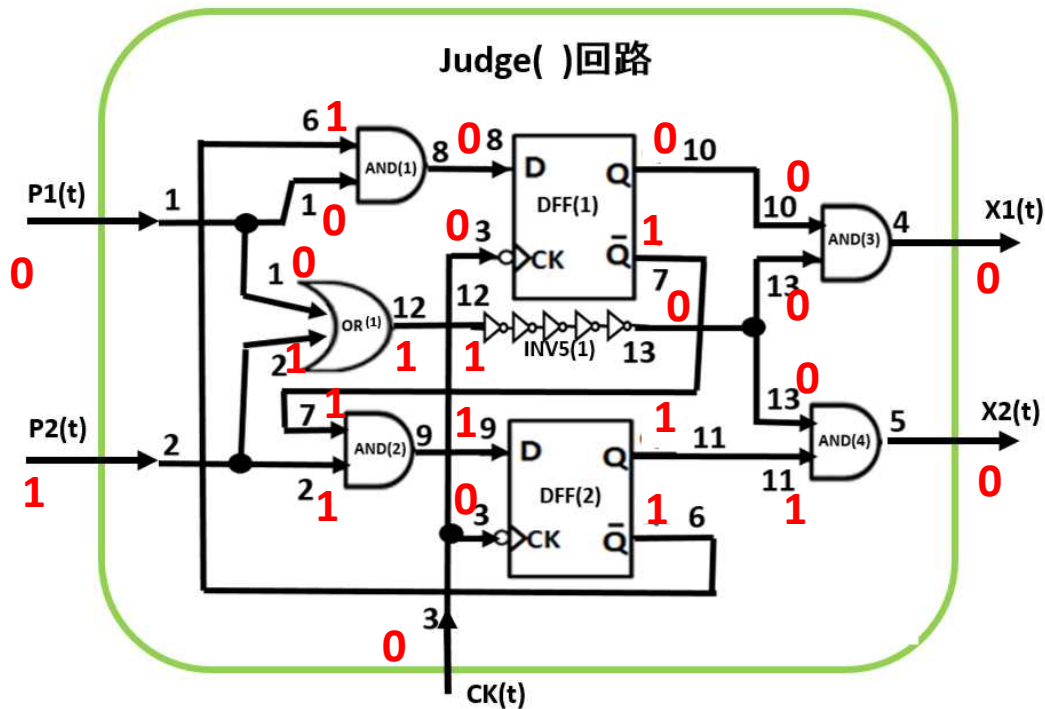 Judge( )回路
6 1
AND(1)
8 0 8
D Q
0 10
DFF(1)
0
P1(t)
1
1 0
0 3
CK Q̄
1
7
10
AND(3)
4
X1(t)
0
1 0
0
13 0
OR(1)
12 12
1 1
INV5(1)
0
13
2 1
7 1
AND(2)
9 1 9
D Q
1 11
DFF(2)
0
13
AND(4)
5
X2(t)
0
P2(t)
2
1
2 1
0 3
CK Q̄
1 6
11 1
3
0
CK(t)